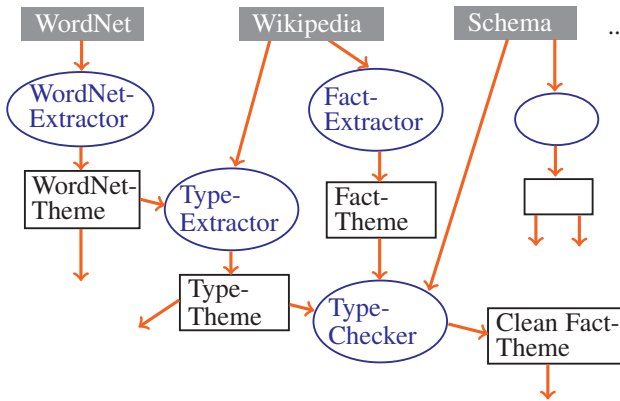 WordNet
Wikipedia
Schema
..
WordNet-
Extractor
Fact-
Extractor
WordNet-
Theme
Type-
Extractor
Fact-
Theme
Type-
Theme
Type-
Checker
Clean Fact-
Theme